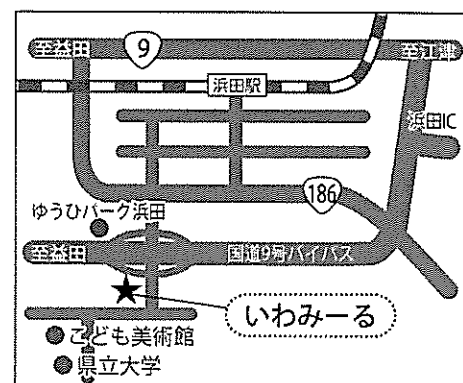 至益田
9
至江津
浜田駅
浜田IC
186
ゆうひパーク浜田
至益田
国道9号バイパス
いわみーる
こども美術館
県立大学